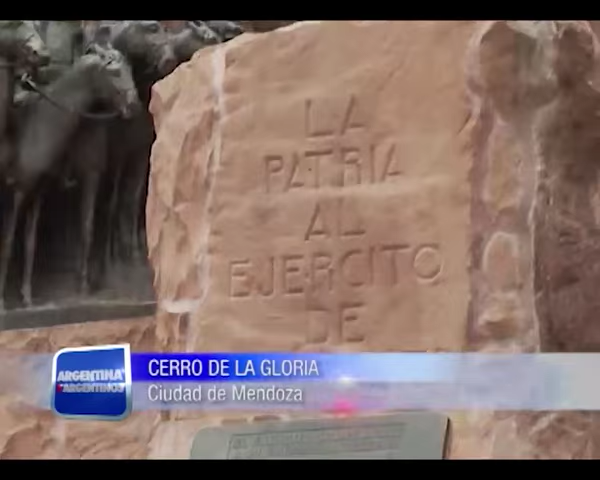 LA
PATRIA
AL
EJERCITO
DE
CERRO DE LA GLORIA
Ciudad de Mendoza
ARGENTINA
ARGENTINOS